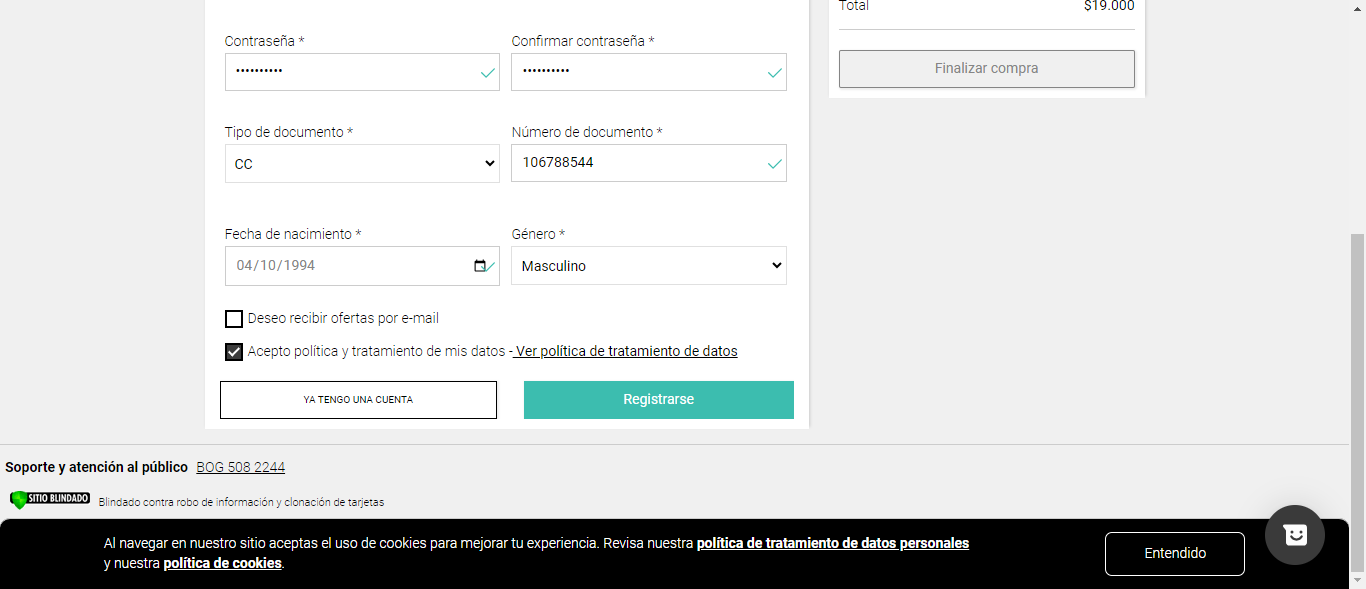 Total $19.000
Contraseña * Confirmar contraseña *
•••••••••• ••••••••••
Finalizar compra
Tipo de documento * Número de documento *
CC 106788544
Fecha de nacimiento * Género *
04/10/1994 Masculino
Deseo recibir ofertas por e-mail
Acepto política y tratamiento de mis datos - Ver política de tratamiento de datos
YA TENGO UNA CUENTA Registrarse
Soporte y atención al público BOG 508 2244
SITIO BLINDADO Blindado contra robo de información y clonación de tarjetas
Al navegar en nuestro sitio aceptas el uso de cookies para mejorar tu experiencia. Revisa nuestra política de tratamiento de datos personales
y nuestra política de cookies.
Entendido